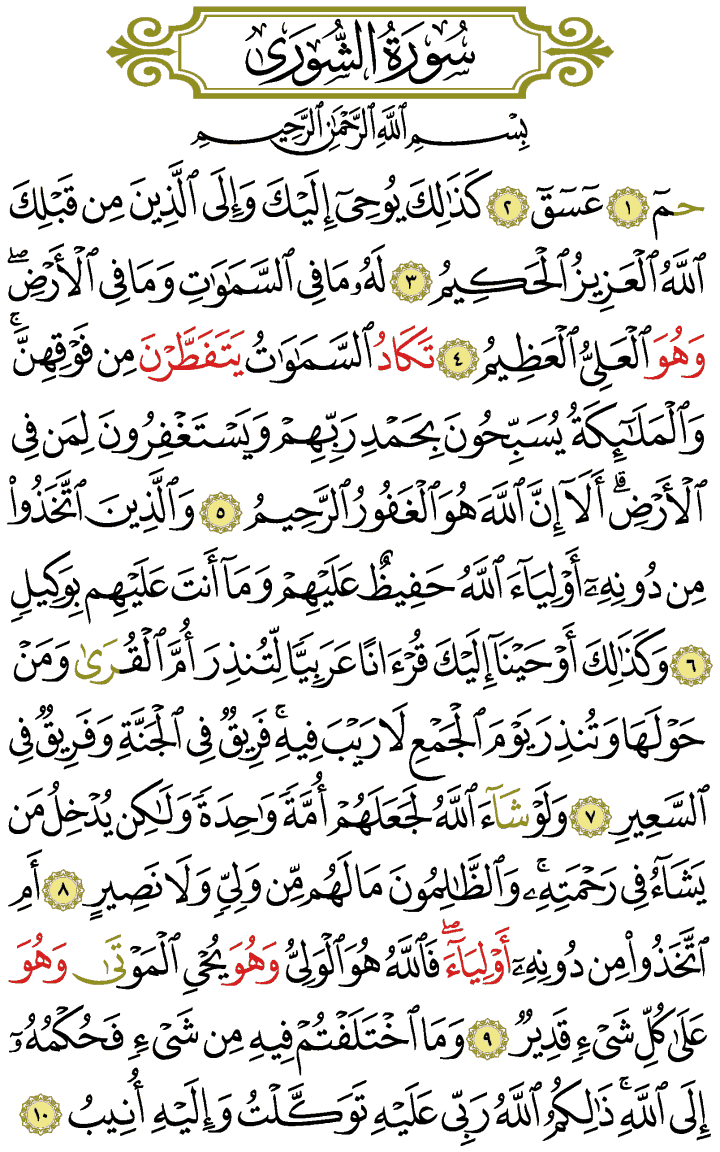 سُورَةُ الشُّورَىٰ
بِسْمِ ٱللَّهِ ٱلرَّحْمَٰنِ ٱلرَّحِيمِ
حمٓ ١ عٓسٓقٓ ٢ كَذَٰلِكَ يُوحِىٓ إِلَيْكَ وَإِلَى ٱلَّذِينَ مِن قَبْلِكَ
ٱللَّهُ ٱلْعَزِيزُ ٱلْحَكِيمُ ٣ لَهُۥ مَا فِى ٱلسَّمَٰوَٰتِ وَمَا فِى ٱلْأَرْضِۖ
وَهُوَ ٱلْعَلِىُّ ٱلْعَظِيمُ ٤ تَكَادُ ٱلسَّمَٰوَٰتُ يَتَفَطَّرْنَ مِن فَوْقِهِنَّۚ
وَٱلْمَلَٰٓئِكَةُ يُسَبِّحُونَ بِحَمْدِ رَبِّهِمْ وَيَسْتَغْفِرُونَ لِمَن فِى
ٱلْأَرْضِۗ أَلَآ إِنَّ ٱللَّهَ هُوَ ٱلْغَفُورُ ٱلرَّحِيمُ ٥ وَٱلَّذِينَ ٱتَّخَذُوا۟
مِن دُونِهِۦٓ أَوْلِيَآءَ ٱللَّهُ حَفِيظٌ عَلَيْهِمْ وَمَآ أَنتَ عَلَيْهِم بِوَكِيلٍ
٦ وَكَذَٰلِكَ أَوْحَيْنَآ إِلَيْكَ قُرْءَانًا عَرَبِيًّا لِّتُنذِرَ أُمَّ ٱلْقُرَىٰ وَمَنْ
حَوْلَهَا وَتُنذِرَ يَوْمَ ٱلْجَمْعِ لَا رَيْبَ فِيهِۚ فَرِيقٌ فِى ٱلْجَنَّةِ وَفَرِيقٌ فِى
ٱلسَّعِيرِ ٧ وَلَوْ شَآءَ ٱللَّهُ لَجَعَلَهُمْ أُمَّةً وَٰحِدَةً وَلَٰكِن يُدْخِلُ مَن
يَشَآءُ فِى رَحْمَتِهِۦۚ وَٱلظَّٰلِمُونَ مَا لَهُم مِّن وَلِىٍّ وَلَا نَصِيرٍ ٨ أَمِ
ٱتَّخَذُوا۟ مِن دُونِهِۦٓ أَوْلِيَآءَۖ فَٱللَّهُ هُوَ ٱلْوَلِىُّ وَهُوَ يُحْىِ ٱلْمَوْتَىٰ وَهُوَ
عَلَىٰ كُلِّ شَىْءٍ قَدِيرٌ ٩ وَمَا ٱخْتَلَفْتُمْ فِيهِ مِن شَىْءٍ فَحُكْمُهُۥٓ
إِلَى ٱللَّهِۚ ذَٰلِكُمُ ٱللَّهُ رَبِّى عَلَيْهِ تَوَكَّلْتُ وَإِلَيْهِ أُنِيبُ ١٠